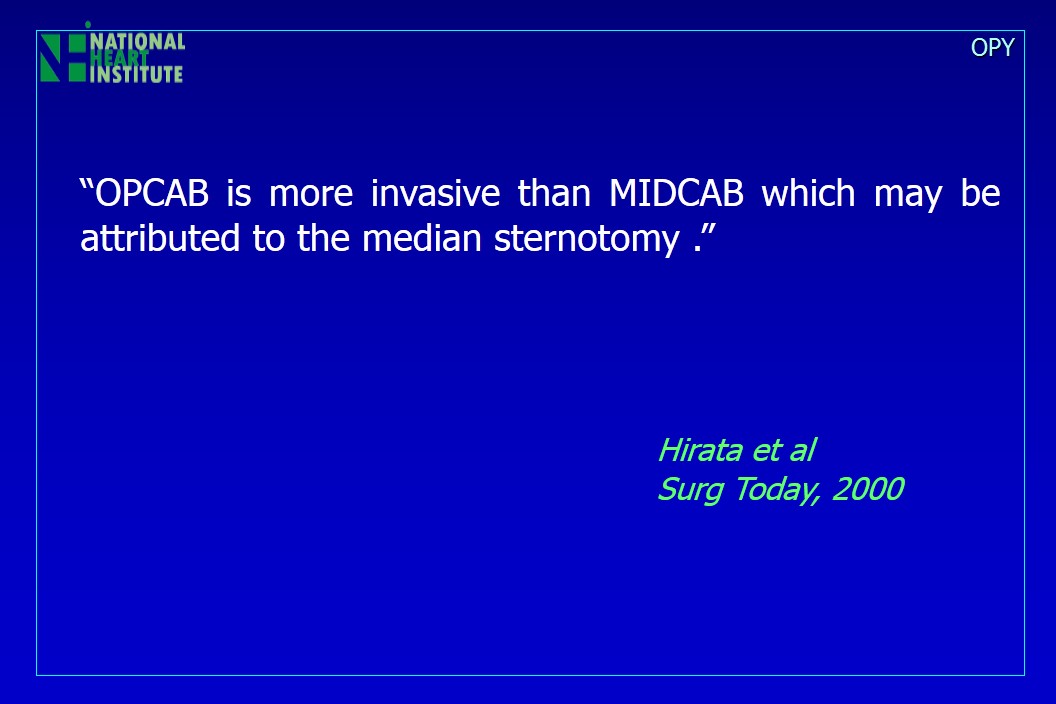 NATIONAL
HEART
INSTITUTE
OPY
“OPCAB is more invasive than MIDCAB which may be
attributed to the median sternotomy .”
Hirata et al
Surg Today, 2000